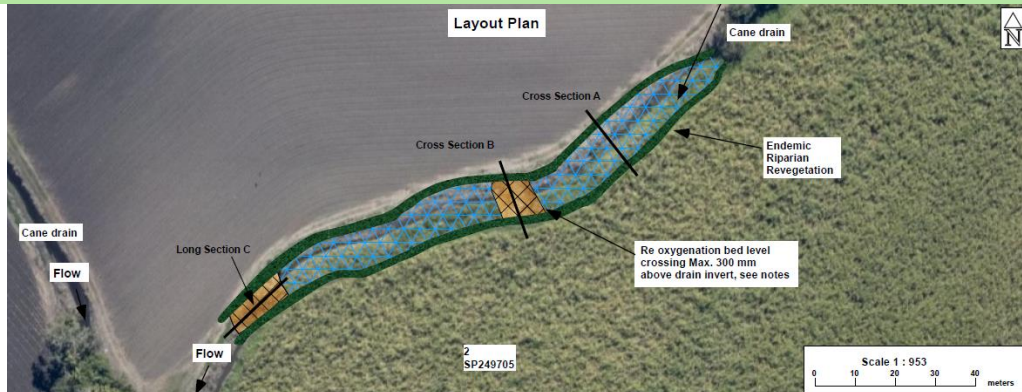 Layout Plan
N
Cane drain
Cross Section A
Cross Section B
Endemic
Riparian
Revegetation
Cane drain
Long Section C
Re oxygenation bed level
crossing Max. 300 mm
above drain invert, see notes
Flow
Flow
2
SP249705
Scale 1 : 953
0 10 20 30 40
meters